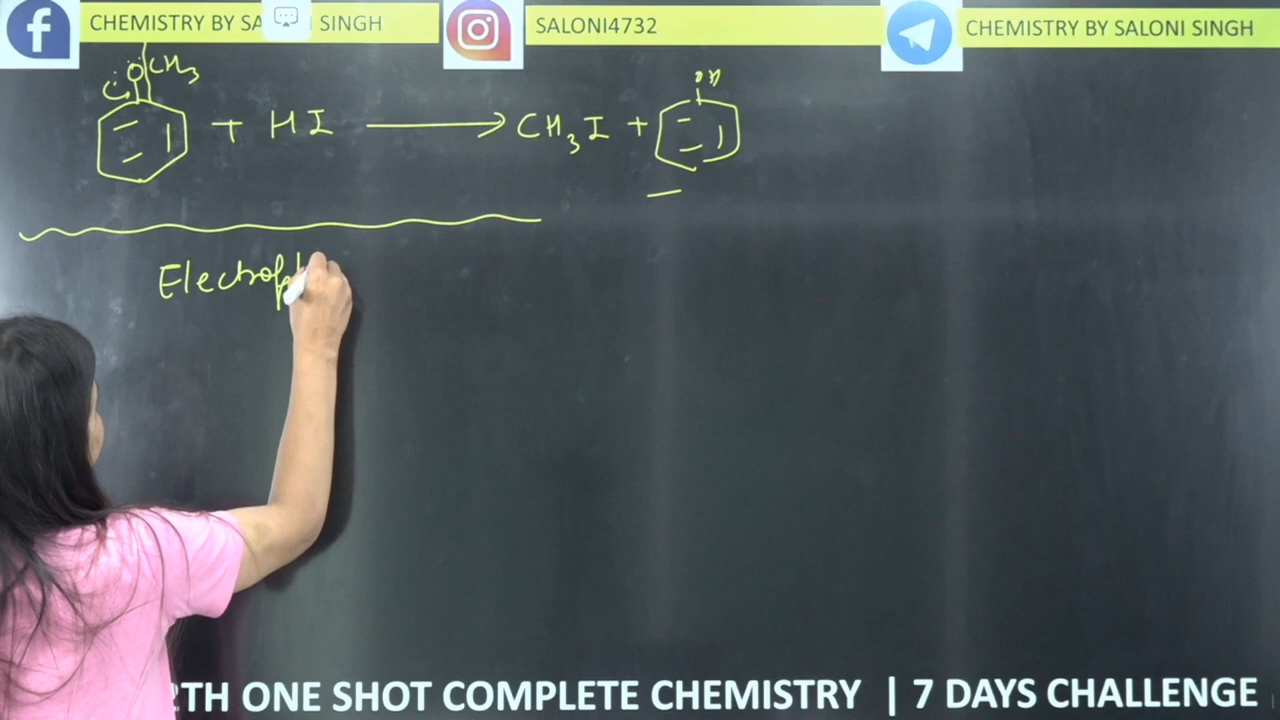 CHEMISTRY BY SA SINGH
SALONI4732
CHEMISTRY BY SALONI SINGH
OCH3
+ HI → CH3I +
OH
Electroph
TH ONE SHOT COMPLETE CHEMISTRY | 7 DAYS CHALLENGE